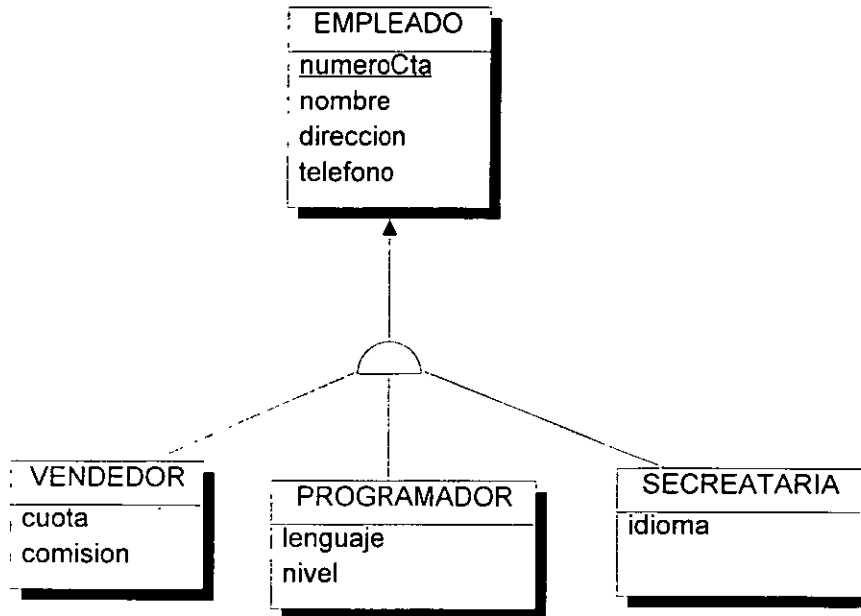 EMPLEADO
numeroCta
nombre
direccion
telefono
VENDEDOR
cuota
comision
PROGRAMADOR
lenguaje
nivel
SECREATARIA
idioma